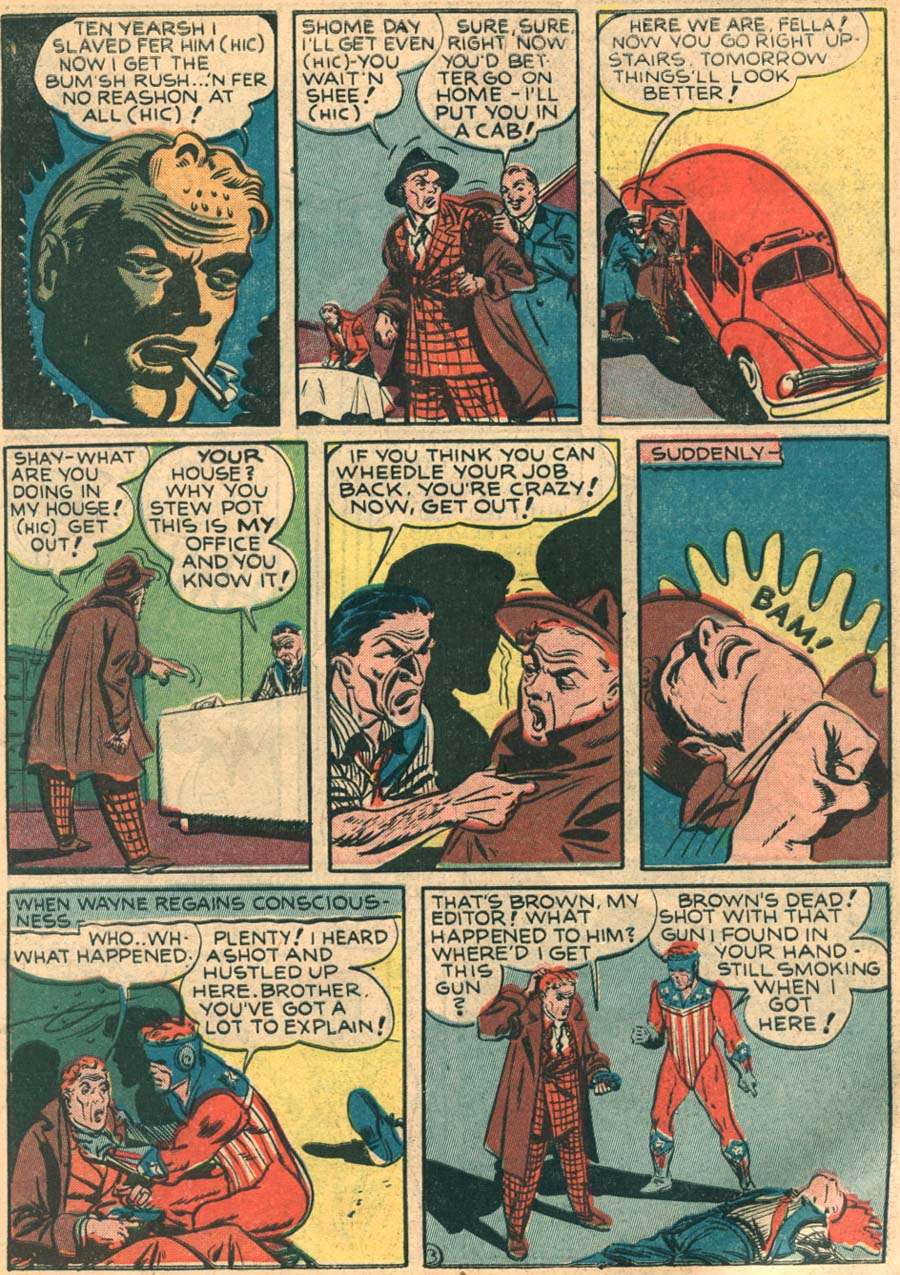 TEN YEARSH I
SLAVED FER HIM (HIC)
NOW I GET THE
BUM'SH RUSH...'N FER
NO REASHON AT
ALL (HIC)!
SHOME DAY
I'LL GET EVEN
(HIC)-YOU
WAIT'N
SHEE!
(HIC)
SURE, SURE,
RIGHT NOW
YOU'D BET-
TER GO ON
HOME - I'LL
PUT YOU IN
A CAB!
HERE WE ARE, FELLA!
NOW YOU GO RIGHT UP-
STAIRS. TOMORROW
THINGS'LL LOOK
BETTER!
SHAY-WHAT
ARE YOU
DOING IN
MY HOUSE!
(HIC) GET
OUT!
YOUR
HOUSE?
WHY YOU
STEW POT
THIS IS MY
OFFICE
AND YOU
KNOW IT!
IF YOU THINK YOU CAN
WHEEDLE YOUR JOB
BACK, YOU'RE CRAZY!
NOW, GET OUT!
SUDDENLY-
BAM!
WHEN WAYNE REGAINS CONSCIOUS-
NESS-
WHO..WH-
WHAT HAPPENED.
PLENTY! I HEARD
A SHOT AND
HUSTLED UP
HERE. BROTHER,
YOU'VE GOT A
LOT TO EXPLAIN!
THAT'S BROWN, MY
EDITOR! WHAT
HAPPENED TO HIM?
WHERE'D I GET
THIS
GUN
?
BROWN'S DEAD!
SHOT WITH THAT
GUN I FOUND IN
YOUR HAND-
STILL SMOKING
WHEN I
GOT
HERE!
3